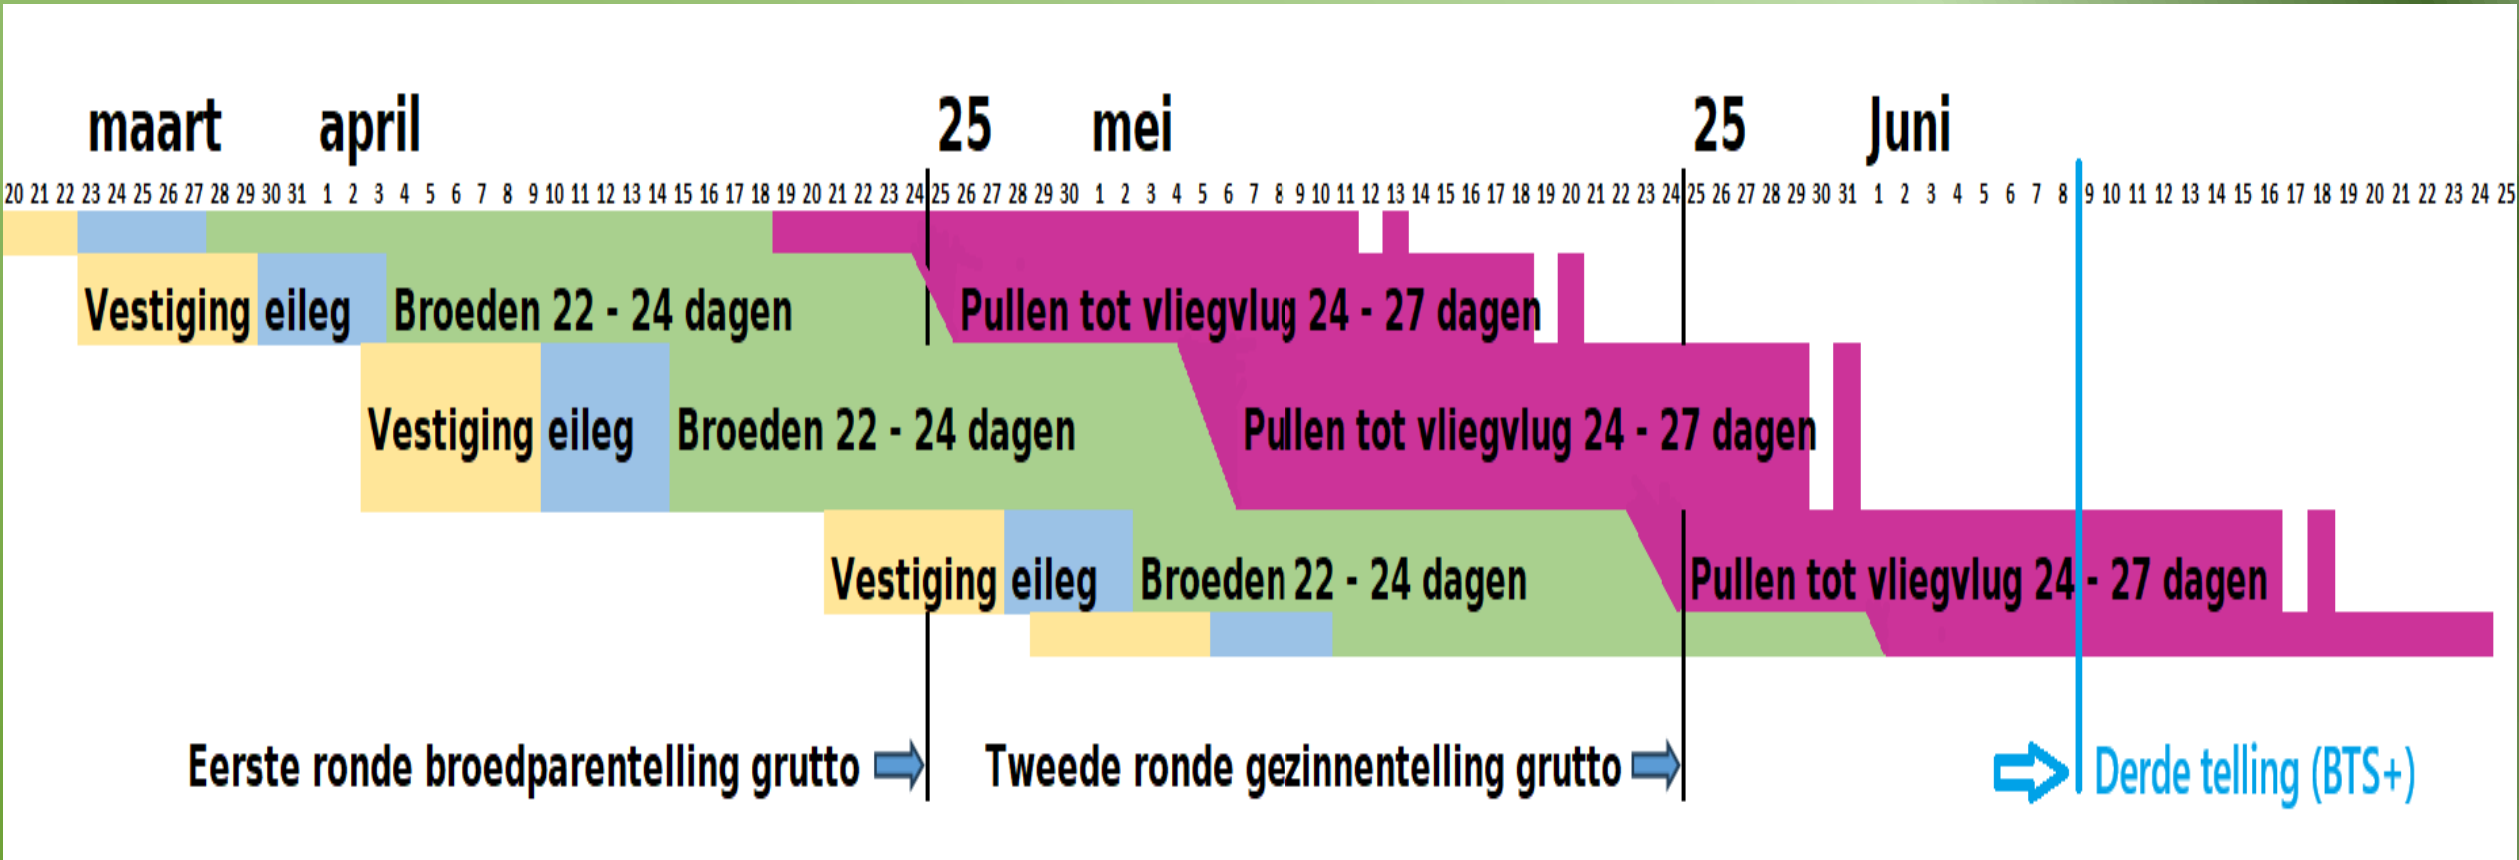 maart april 25 mei 25 Juni
20 21 22 23 24 25 26 27 28 29 30 31 1 2 3 4 5 6 7 8 9 10 11 12 13 14 15 16 17 18 19 20 21 22 23 24 25 26 27 28 29 30 1 2 3 4 5 6 7 8 9 10 11 12 13 14 15 16 17 18 19 20 21 22 23 24 25 26 27 28 29 30 31 1 2 3 4 5 6 7 8 9 10 11 12 13 14 15 16 17 18 19 20 21 22 23 24 25
Vestiging eileg Broeden 22 - 24 dagen Pullen tot vliegvlug 24 - 27 dagen
Vestiging eileg Broeden 22 - 24 dagen Pullen tot vliegvlug 24 - 27 dagen
Vestiging eileg Broeden 22 - 24 dagen Pullen tot vliegvlug 24 - 27 dagen
Eerste ronde broedparentelling grutto Tweede ronde gezinnentelling grutto Derde telling (BTS+)